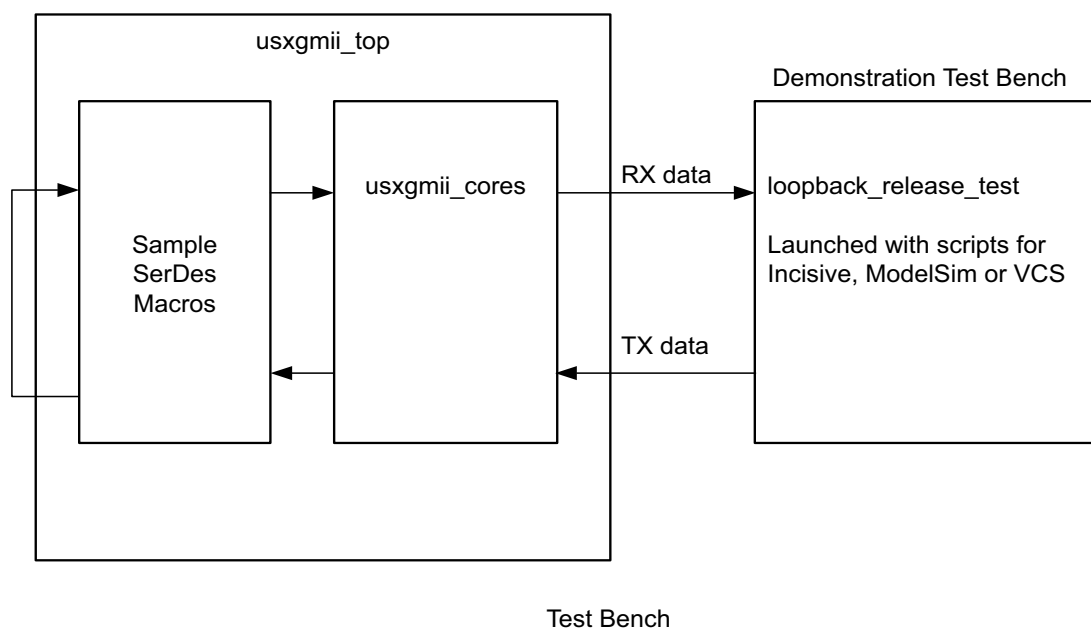 usxgmii_top
Demonstration Test Bench
Sample
SerDes
Macros
usxgmii_cores
RX data
TX data
loopback_release_test
Launched with scripts for
Incisive, ModelSim or VCS
Test Bench